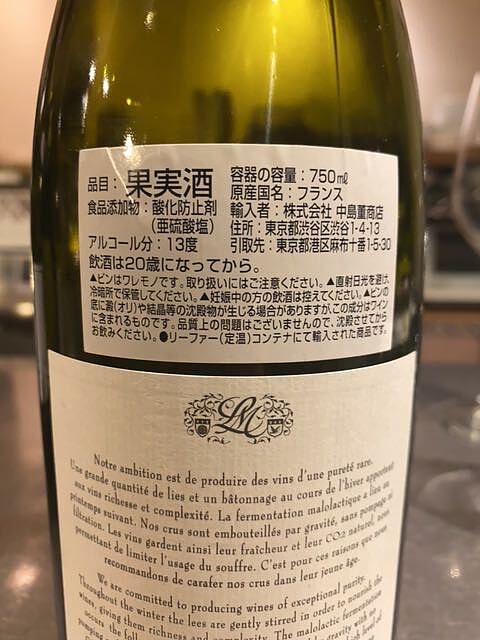 品目：果実酒
食品添加物：酸化防止剤
（亜硫酸塩）
アルコール分：13度
容器の容量：750㎖
原産国名：フランス
輸入者：株式会社 中島董商店
住所：東京都渋谷区渋谷1-4-13
引取先：東京都港区麻布十番1-5-30
飲酒は20歳になってから。
▲ビンはワレモノです。取り扱いにはご注意ください。▲直射日光を避け、
冷暗所で保管してください。▲妊娠中の方の飲酒は控えてください。▲ビンの
底に澱(オリ)や結晶等の沈殿物が生じる場合がありますが、この成分はワイン
に含まれるものです。品質上の問題はございませんので、沈殿させてから
お飲みください。●リーファー(定温)コンテナにて輸入された商品です。
LM
Notre ambition est de produire des vins d'une pureté rare.
Une grande quantité de lies et un bâtonnage au cours de l'hiver apportent
aux vins richesse et complexité. La fermentation malolactique a lieu au
printemps suivant. Nos crus sont embouteillés par gravité, sans pompage ni
filtration. Les vins gardent ainsi leur fraîcheur et leur CO2 naturel, nous
permettant de limiter l'usage du souffre. C'est pour ces raisons que nous
recommandons de carafer nos crus dans leur jeune âge.
We are committed to producing wines of exceptional purity.
Throughout the winter the lees are gently stirred in order to nourish the
wines, giving them richness and complexity. The malolactic fermentation
occurs the foll gravity with no
pumping